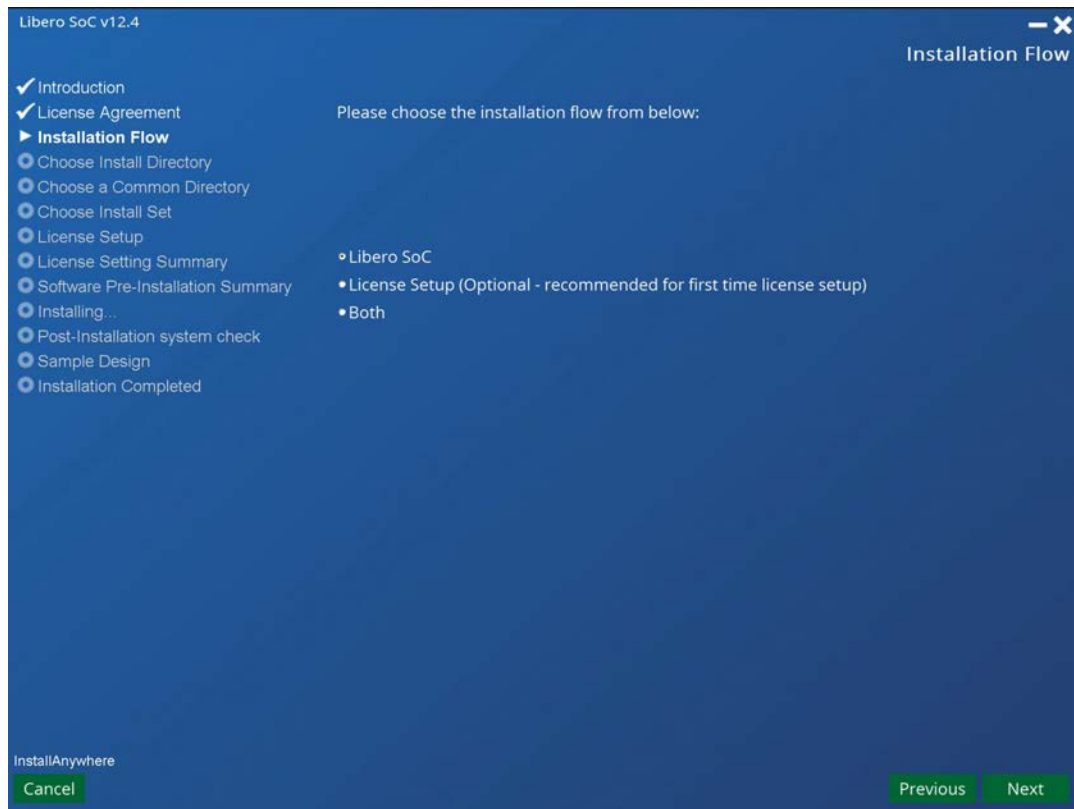 Libero SoC v12.4
Installation Flow
Introduction
License Agreement
Installation Flow
Choose Install Directory
Choose a Common Directory
Choose Install Set
License Setup
License Setting Summary
Software Pre-Installation Summary
Installing...
Post-Installation system check
Sample Design
Installation Completed
Please choose the installation flow from below:
Libero SoC
License Setup (Optional - recommended for first time license setup)
Both
InstallAnywhere
Cancel
Previous
Next